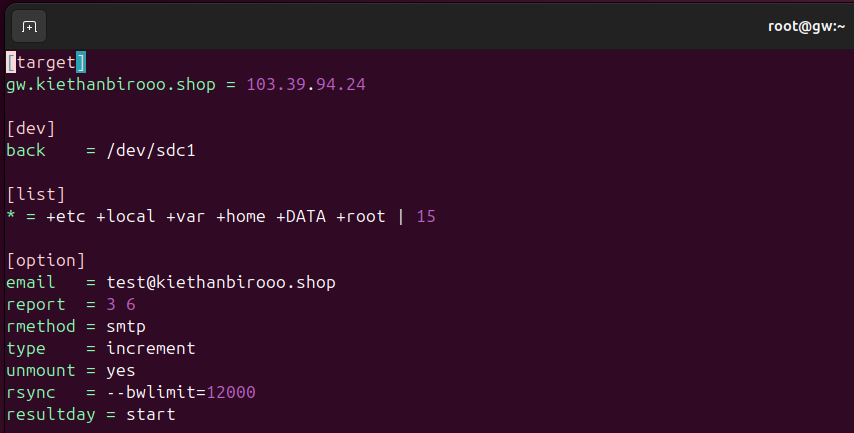 root@gw:~
[target]
gw.kiethanbirooo.shop = 103.39.94.24
[dev]
back    = /dev/sdc1
[list]
* = +etc +local +var +home +DATA +root | 15
[option]
email   = test@kiethanbirooo.shop
report  = 3 6
rmethod = smtp
type    = increment
unmount = yes
rsync   = --bwlimit=12000
resultday = start